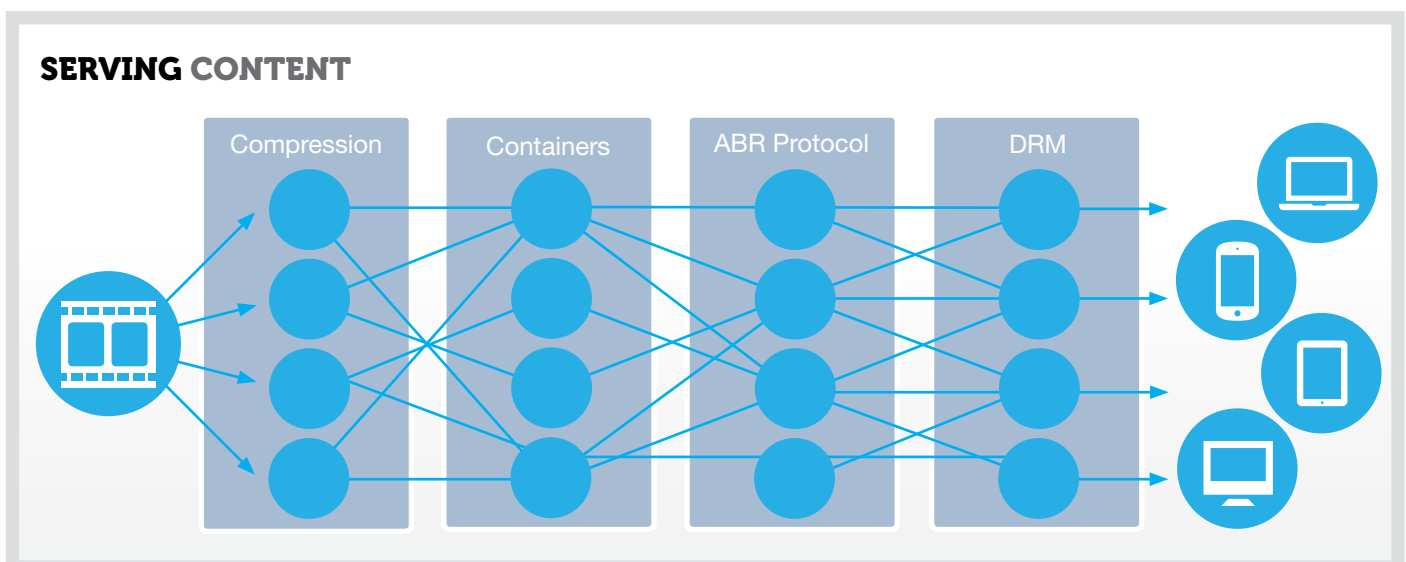 SERVING CONTENT
Compression
Containers
ABR Protocol
DRM